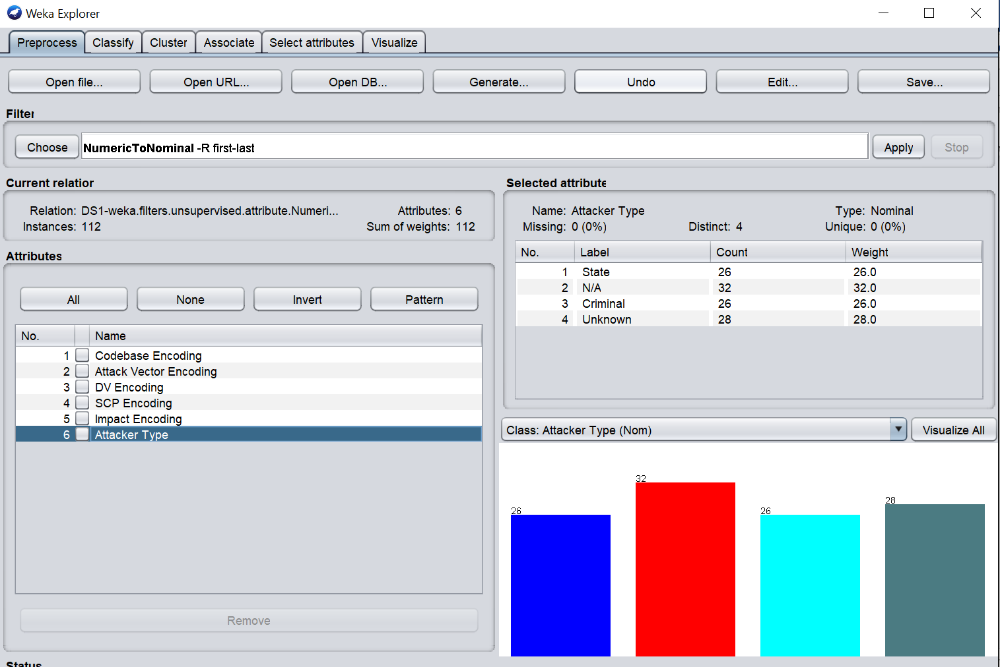 Weka Explorer
Preprocess Classify Cluster Associate Select attributes Visualize
Open file... Open URL... Open DB... Generate... Undo Edit... Save...
Filter
Choose NumericToNominal -R first-last Apply Stop
Current relation
Relation: DS1-weka.filters.unsupervised.attribute.Numeri... Attributes: 6
Instances: 112 Sum of weights: 112
Attributes
All None Invert Pattern
No. Name
1 Codebase Encoding
2 Attack Vector Encoding
3 DV Encoding
4 SCP Encoding
5 Impact Encoding
6 Attacker Type
Remove
Status
Selected attribute
Name: Attacker Type Type: Nominal
Missing: 0 (0%) Distinct: 4 Unique: 0 (0%)
No. Label Count Weight
1 State 26 26.0
2 N/A 32 32.0
3 Criminal 26 26.0
4 Unknown 28 28.0
Class: Attacker Type (Nom) Visualize All
26 32 26 28